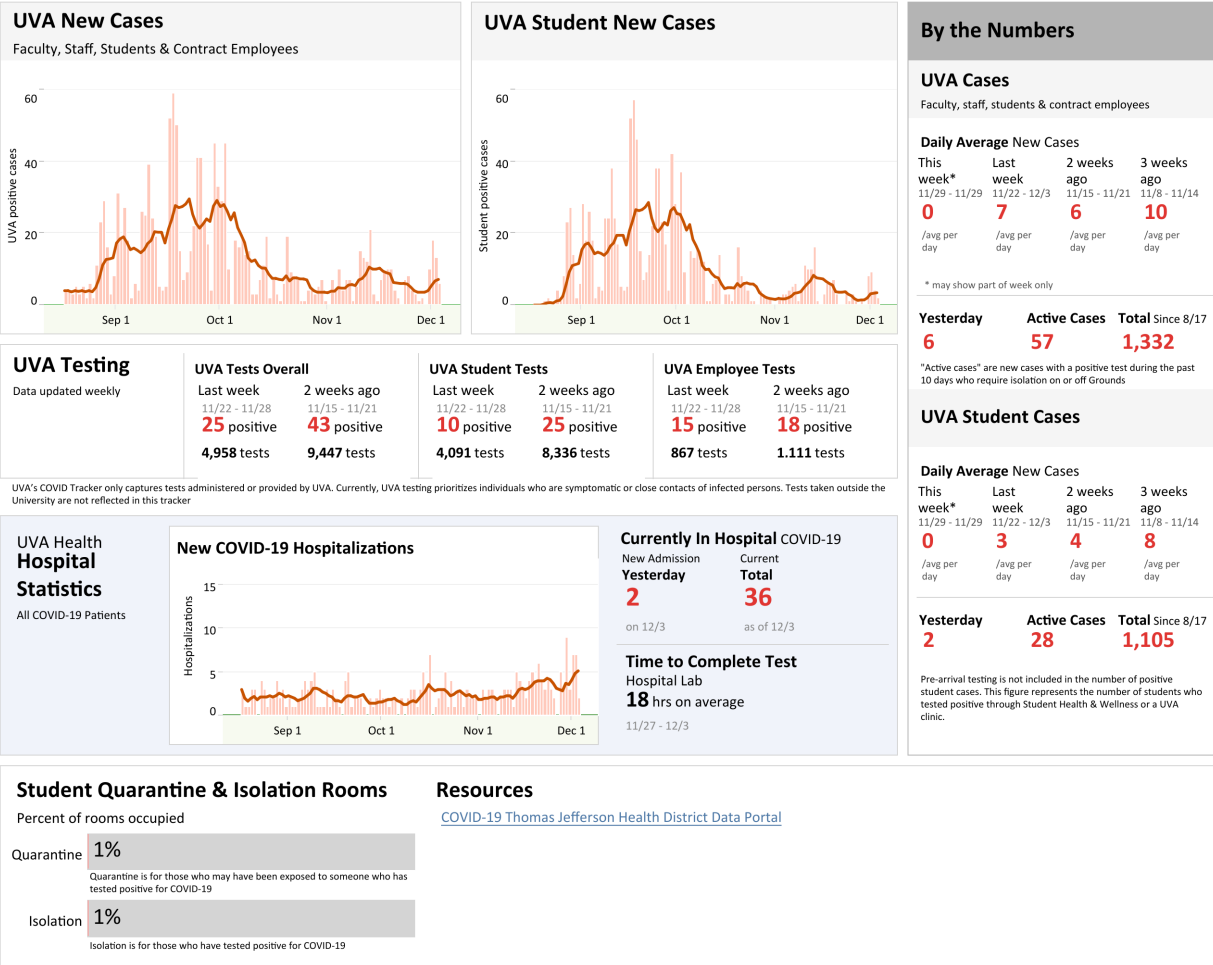 UVA New Cases
Faculty, Staff, Students & Contract Employees
UVA positive cases
60
40
20
0
Sep 1 Oct 1 Nov 1 Dec 1
UVA Student New Cases
Student positive cases
60
40
20
0
Sep 1 Oct 1 Nov 1 Dec 1
UVA Testing
Data updated weekly
UVA Tests Overall
Last week 2 weeks ago
11/22 - 11/28 11/15 - 11/21
25 positive 43 positive
4,958 tests 9,447 tests
UVA Student Tests
Last week 2 weeks ago
11/22 - 11/28 11/15 - 11/21
10 positive 25 positive
4,091 tests 8,336 tests
UVA Employee Tests
Last week 2 weeks ago
11/22 - 11/28 11/15 - 11/21
15 positive 18 positive
867 tests 1.111 tests
UVA's COVID Tracker only captures tests administered or provided by UVA. Currently, UVA testing prioritizes individuals who are symptomatic or close contacts of infected persons. Tests taken outside the
University are not reflected in this tracker
UVA Health
Hospital
Statistics
All COVID-19 Patients
New COVID-19 Hospitalizations
Hospitalizations
15
10
5
0
Sep 1 Oct 1 Nov 1 Dec 1
Currently In Hospital COVID-19
New Admission Current
Yesterday Total
2 36
on 12/3 as of 12/3
Time to Complete Test
Hospital Lab
18 hrs on average
11/27 - 12/3
By the Numbers
UVA Cases
Faculty, staff, students & contract employees
Daily Average New Cases
This Last 2 weeks 3 weeks
week* week ago ago
11/29 - 11/29 11/22 - 12/3 11/15 - 11/21 11/8 - 11/14
0 7 6 10
/avg per /avg per /avg per /avg per
day day day day
* may show part of week only
Yesterday Active Cases Total Since 8/17
6 57 1,332
"Active cases" are new cases with a positive test during the past
10 days who require isolation on or off Grounds
UVA Student Cases
Daily Average New Cases
This Last 2 weeks 3 weeks
week* week ago ago
11/29 - 11/29 11/22 - 12/3 11/15 - 11/21 11/8 - 11/14
0 3 4 8
/avg per /avg per /avg per /avg per
day day day day
Yesterday Active Cases Total Since 8/17
2 28 1,105
Pre-arrival testing is not included in the number of positive
student cases. This figure represents the number of students who
tested positive through Student Health & Wellness or a UVA
clinic.
Student Quarantine & Isolation Rooms
Percent of rooms occupied
Quarantine 1%
Quarantine is for those who may have been exposed to someone who has
tested positive for COVID-19
Isolation 1%
Isolation is for those who have tested positive for COVID-19
Resources
COVID-19 Thomas Jefferson Health District Data Portal